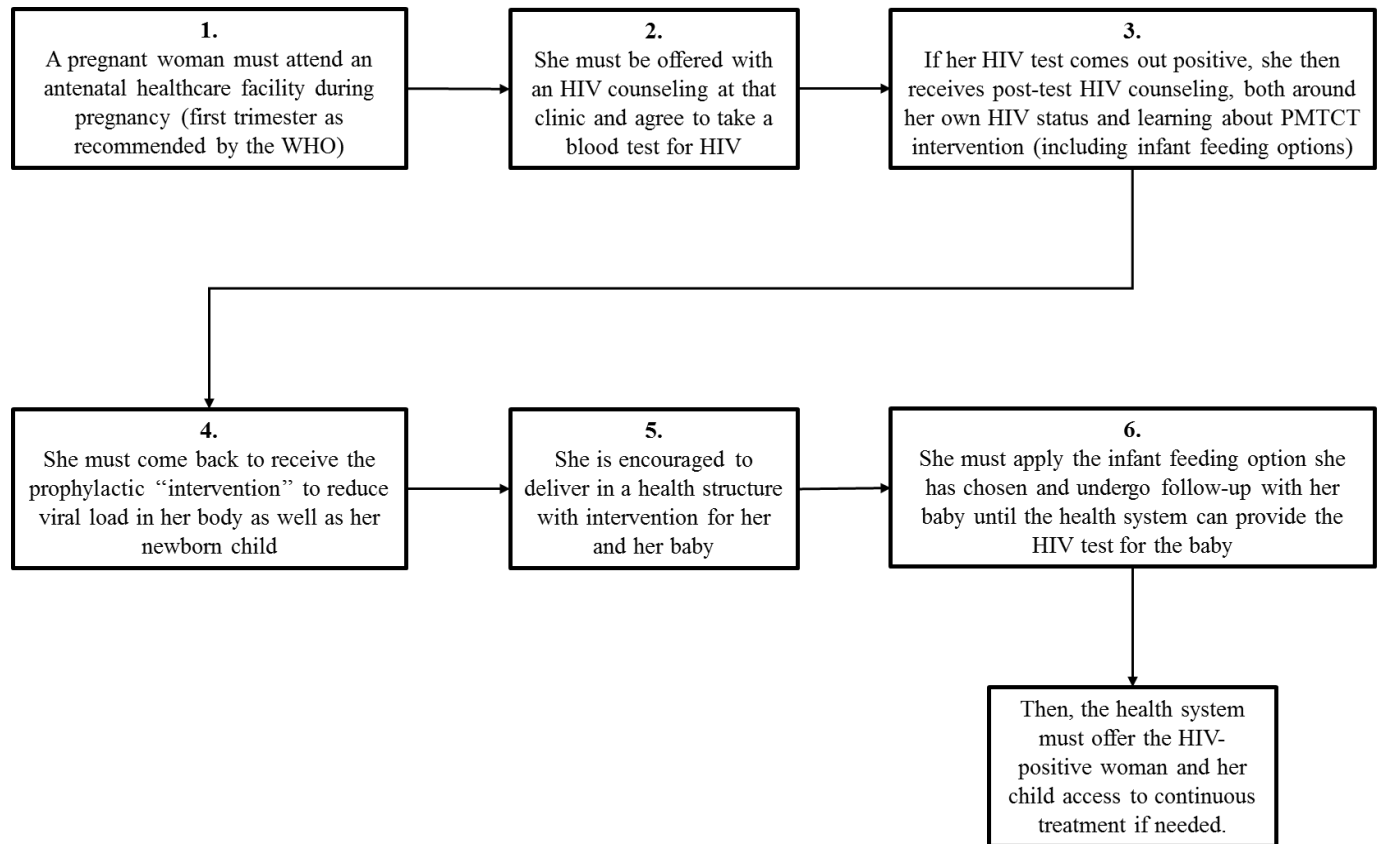 1.
A pregnant woman must attend an
antenatal healthcare facility during
pregnancy (first trimester as
recommended by the WHO)
2.
She must be offered with
an HIV counseling at that
clinic and agree to take a
blood test for HIV
3.
If her HIV test comes out positive, she then
receives post-test HIV counseling, both around
her own HIV status and learning about PMTCT
intervention (including infant feeding options)
4.
She must come back to receive the
prophylactic “intervention” to reduce
viral load in her body as well as her
newborn child
5.
She is encouraged to
deliver in a health structure
with intervention for her
and her baby
6.
She must apply the infant feeding option she
has chosen and undergo follow-up with her
baby until the health system can provide the
HIV test for the baby
Then, the health system
must offer the HIV-
positive woman and her
child access to continuous
treatment if needed.